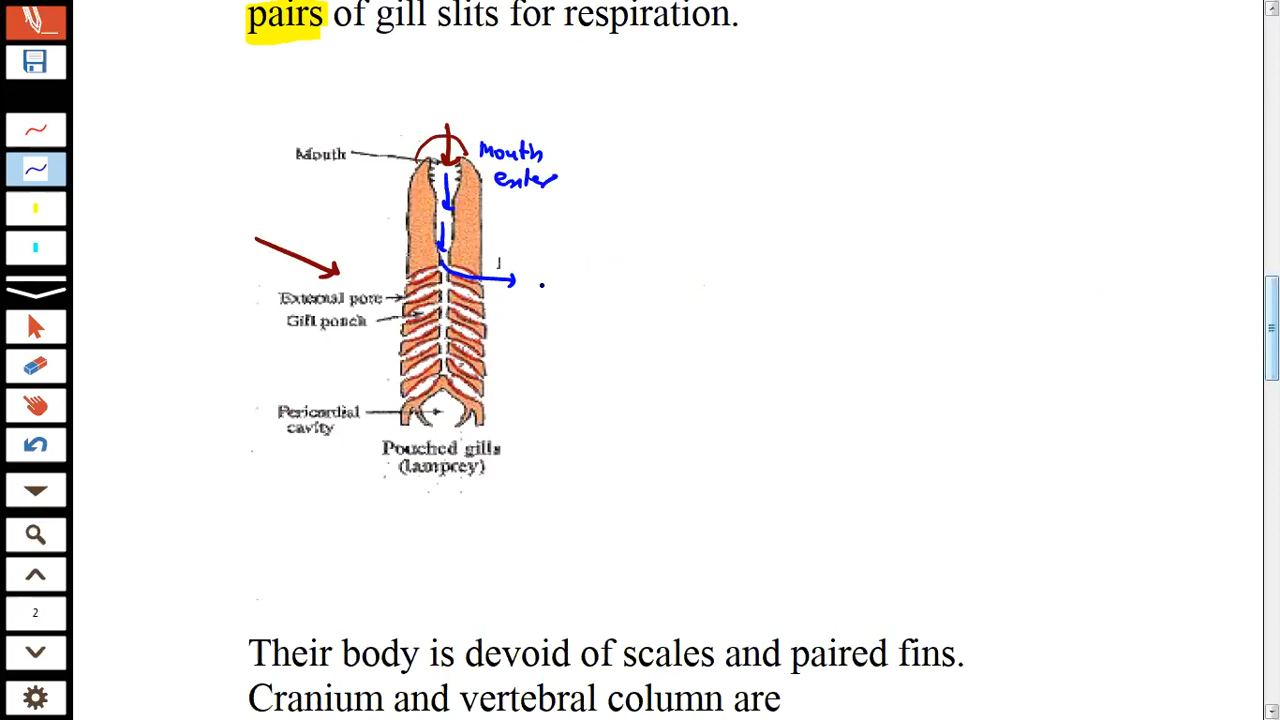 pairs of gill slits for respiration.
Mouth
Mouth
enter
External pore
Gill pouch
Pericardial
cavity
Pouched gills
(lamprey)
2
Their body is devoid of scales and paired fins.
Cranium and vertebral column are